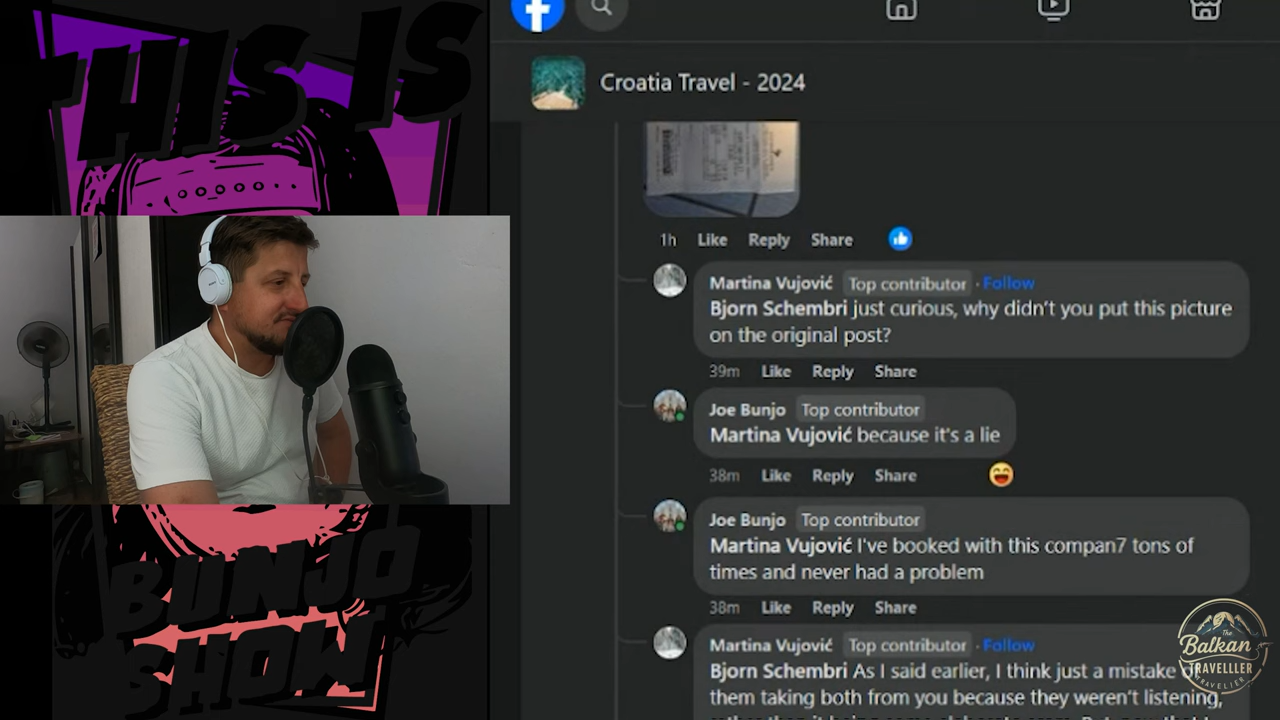 THIS IS
BUNJO
SHOW
Croatia Travel - 2024
1h Like Reply Share
Martina Vujović Top contributor · Follow
Bjorn Schembri just curious, why didn't you put this picture
on the original post?
39m Like Reply Share
Joe Bunjo Top contributor
Martina Vujović because it's a lie
38m Like Reply Share
Joe Bunjo Top contributor
Martina Vujović I've booked with this compan7 tons of
times and never had a problem
38m Like Reply Share
Martina Vujović Top contributor · Follow
Bjorn Schembri As I said earlier, I think just a mistake
them taking both from you because they weren't listening,
The
Balkan
TRAVELLER